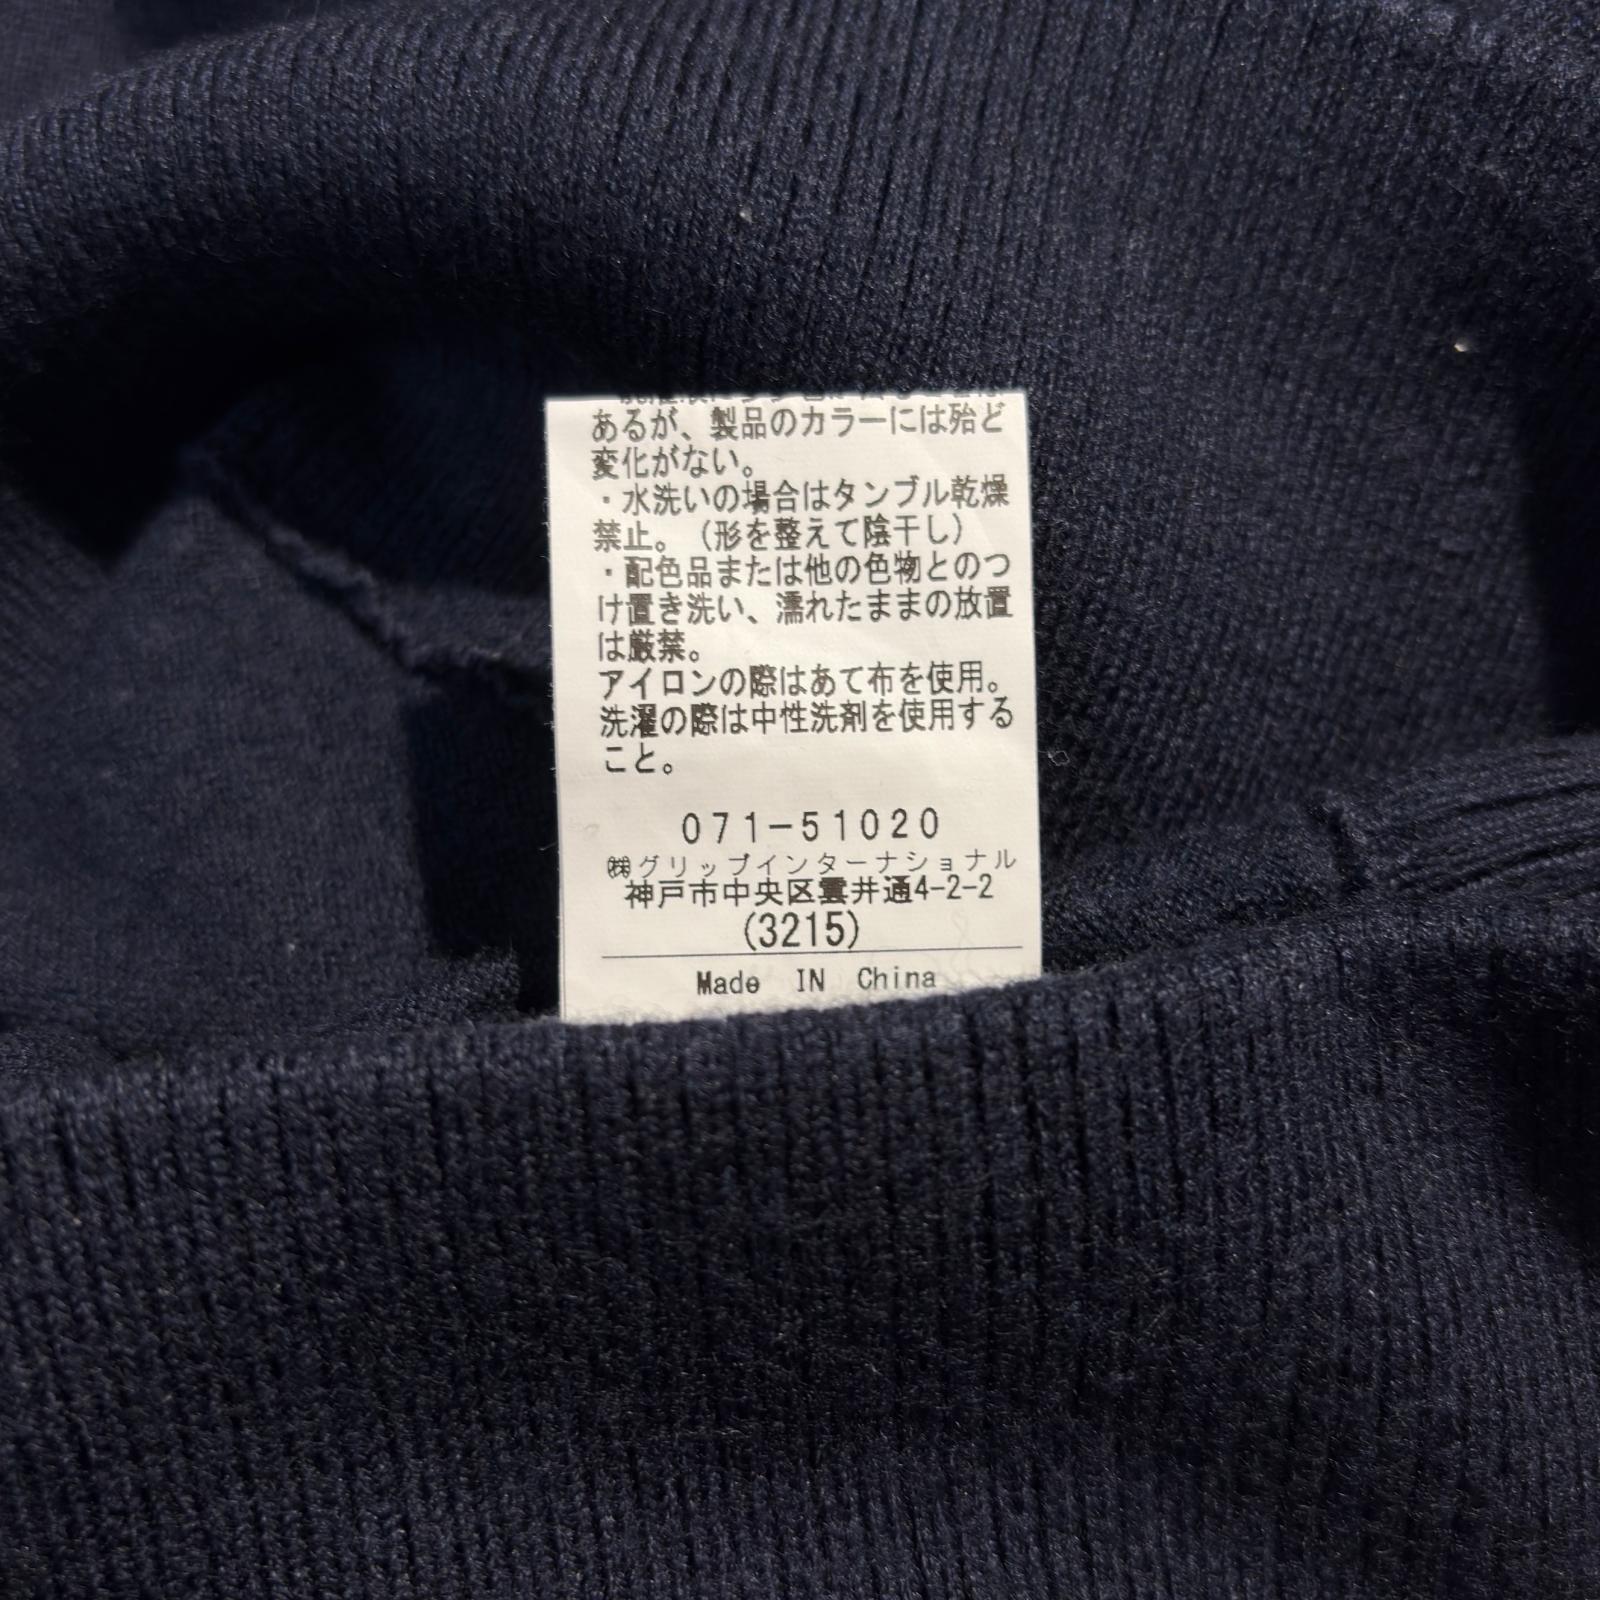 あるが、製品のカラーには殆ど
変化がない。
・水洗いの場合はタンブル乾燥
禁止。（形を整えて陰干し）
・配色品または他の色物とのつ
け置き洗い、濡れたままの放置
は厳禁。
アイロンの際はあて布を使用。
洗濯の際は中性洗剤を使用する
こと。
071-51020
㈱グリップインターナショナル
神戸市中央区雲井通4-2-2
(3215)
Made IN China